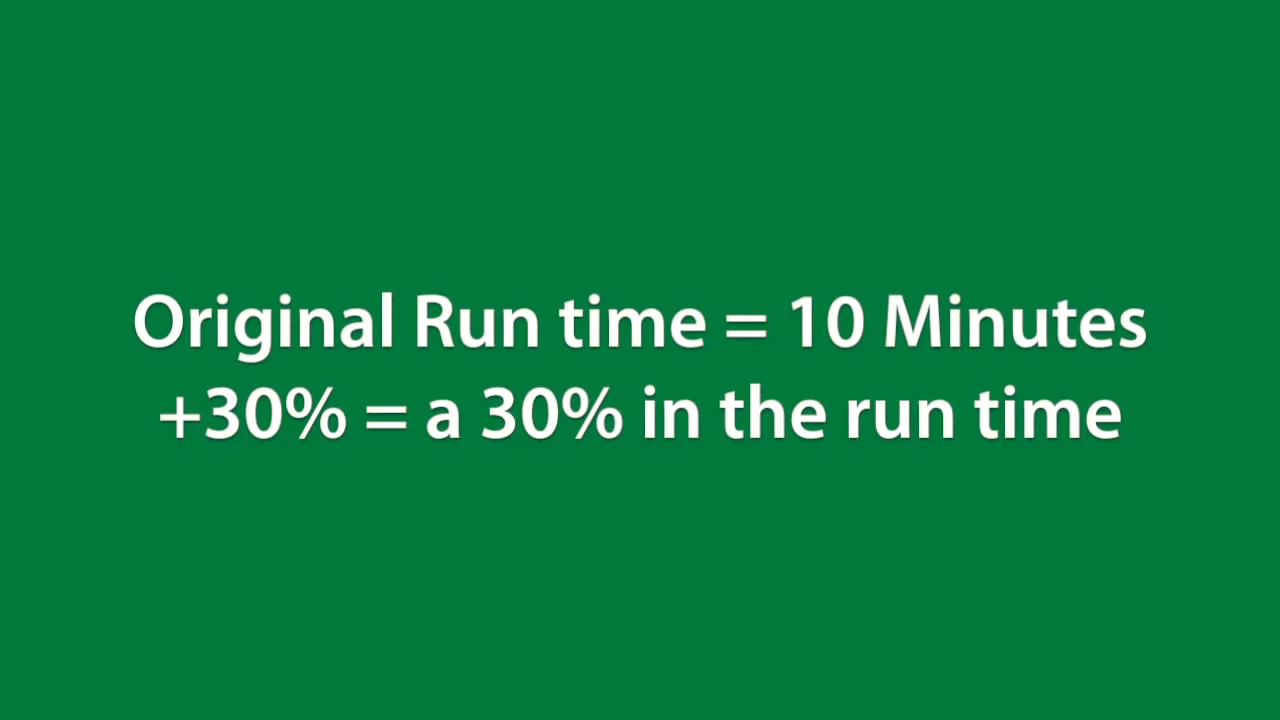 Original Run time = 10 Minutes
+30% = a 30% in the run time